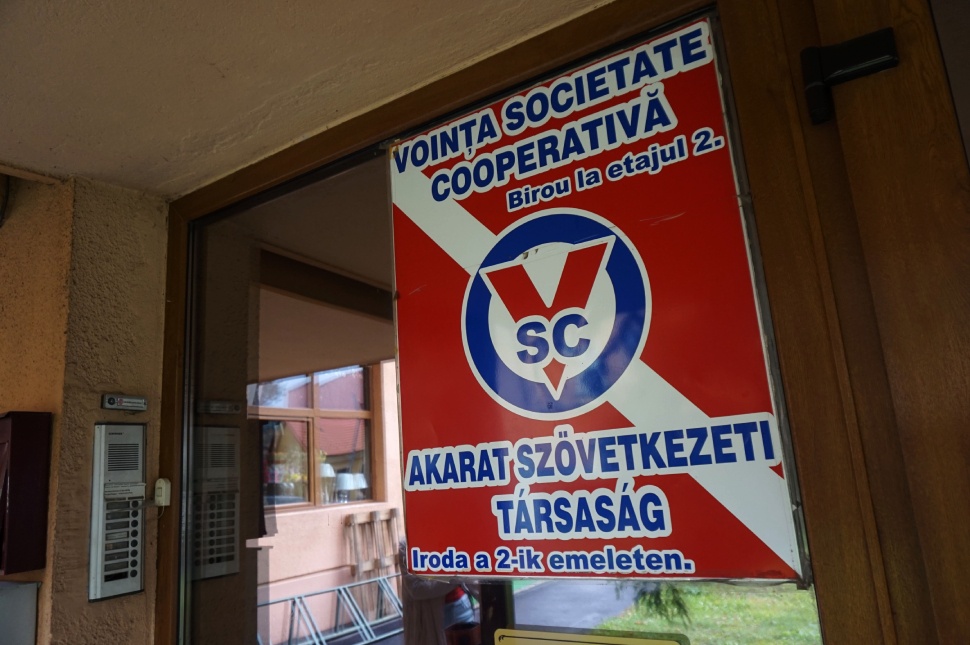 VOINȚA SOCIETATE
COOPERATIVĂ
Birou la etajul 2.
V
SC
AKARAT SZÖVETKEZETI
TÁRSASÁG
Iroda a 2-ik emeleten.